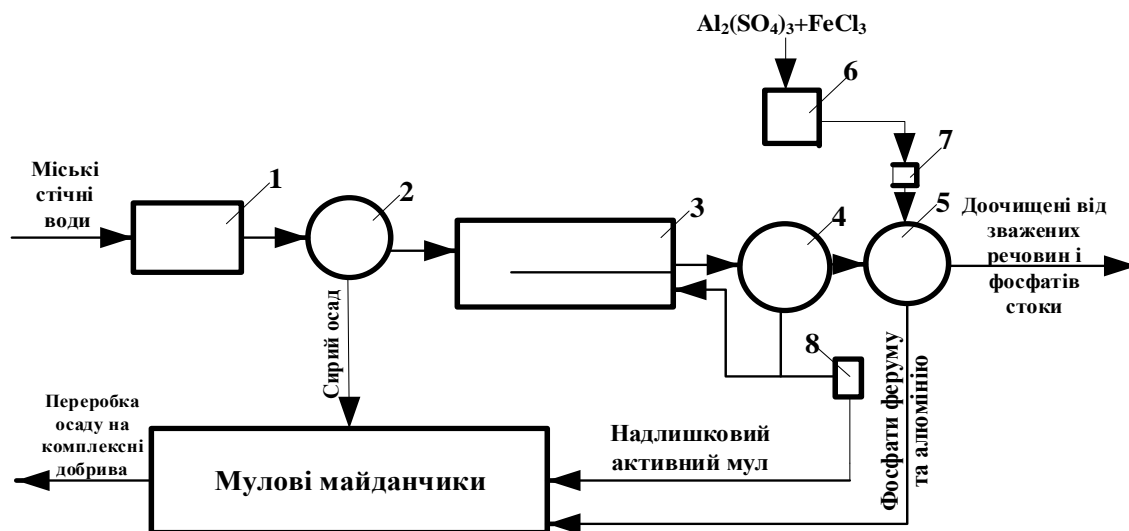 Al₂(SO₄)₃+FeCl₃
6
7
Міські
стічні
води
1
2
3
4
5
Доочищені від
зважених
речовин і
фосфатів
стоки
Сирий осад
8
Фосфати феруму
та алюмінію
Переробка
осаду на
комплексні
добрива
Надлишковий
активний мул
Мулові майданчики